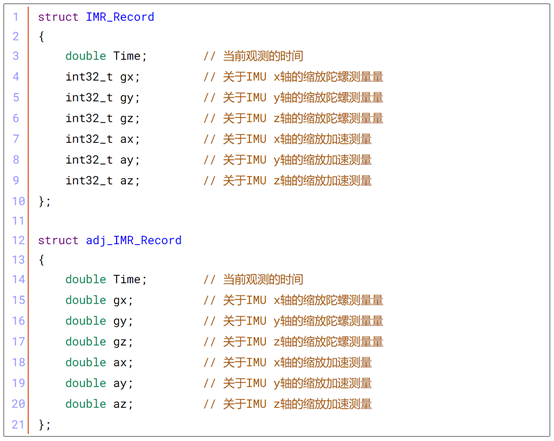 1 struct IMR_Record
2 {
3 double Time; // 当前观测的时间
4 int32_t gx; // 关于IMU x轴的缩放陀螺测量量
5 int32_t gy; // 关于IMU y轴的缩放陀螺测量量
6 int32_t gz; // 关于IMU z轴的缩放陀螺测量量
7 int32_t ax; // 关于IMU x轴的缩放加速测量
8 int32_t ay; // 关于IMU y轴的缩放加速测量
9 int32_t az; // 关于IMU z轴的缩放加速测量
10 };
11
12 struct adj_IMR_Record
13 {
14 double Time; // 当前观测的时间
15 double gx; // 关于IMU x轴的缩放陀螺测量量
16 double gy; // 关于IMU y轴的缩放陀螺测量量
17 double gz; // 关于IMU z轴的缩放陀螺测量量
18 double ax; // 关于IMU x轴的缩放加速测量
19 double ay; // 关于IMU y轴的缩放加速测量
20 double az; // 关于IMU z轴的缩放加速测量
21 };